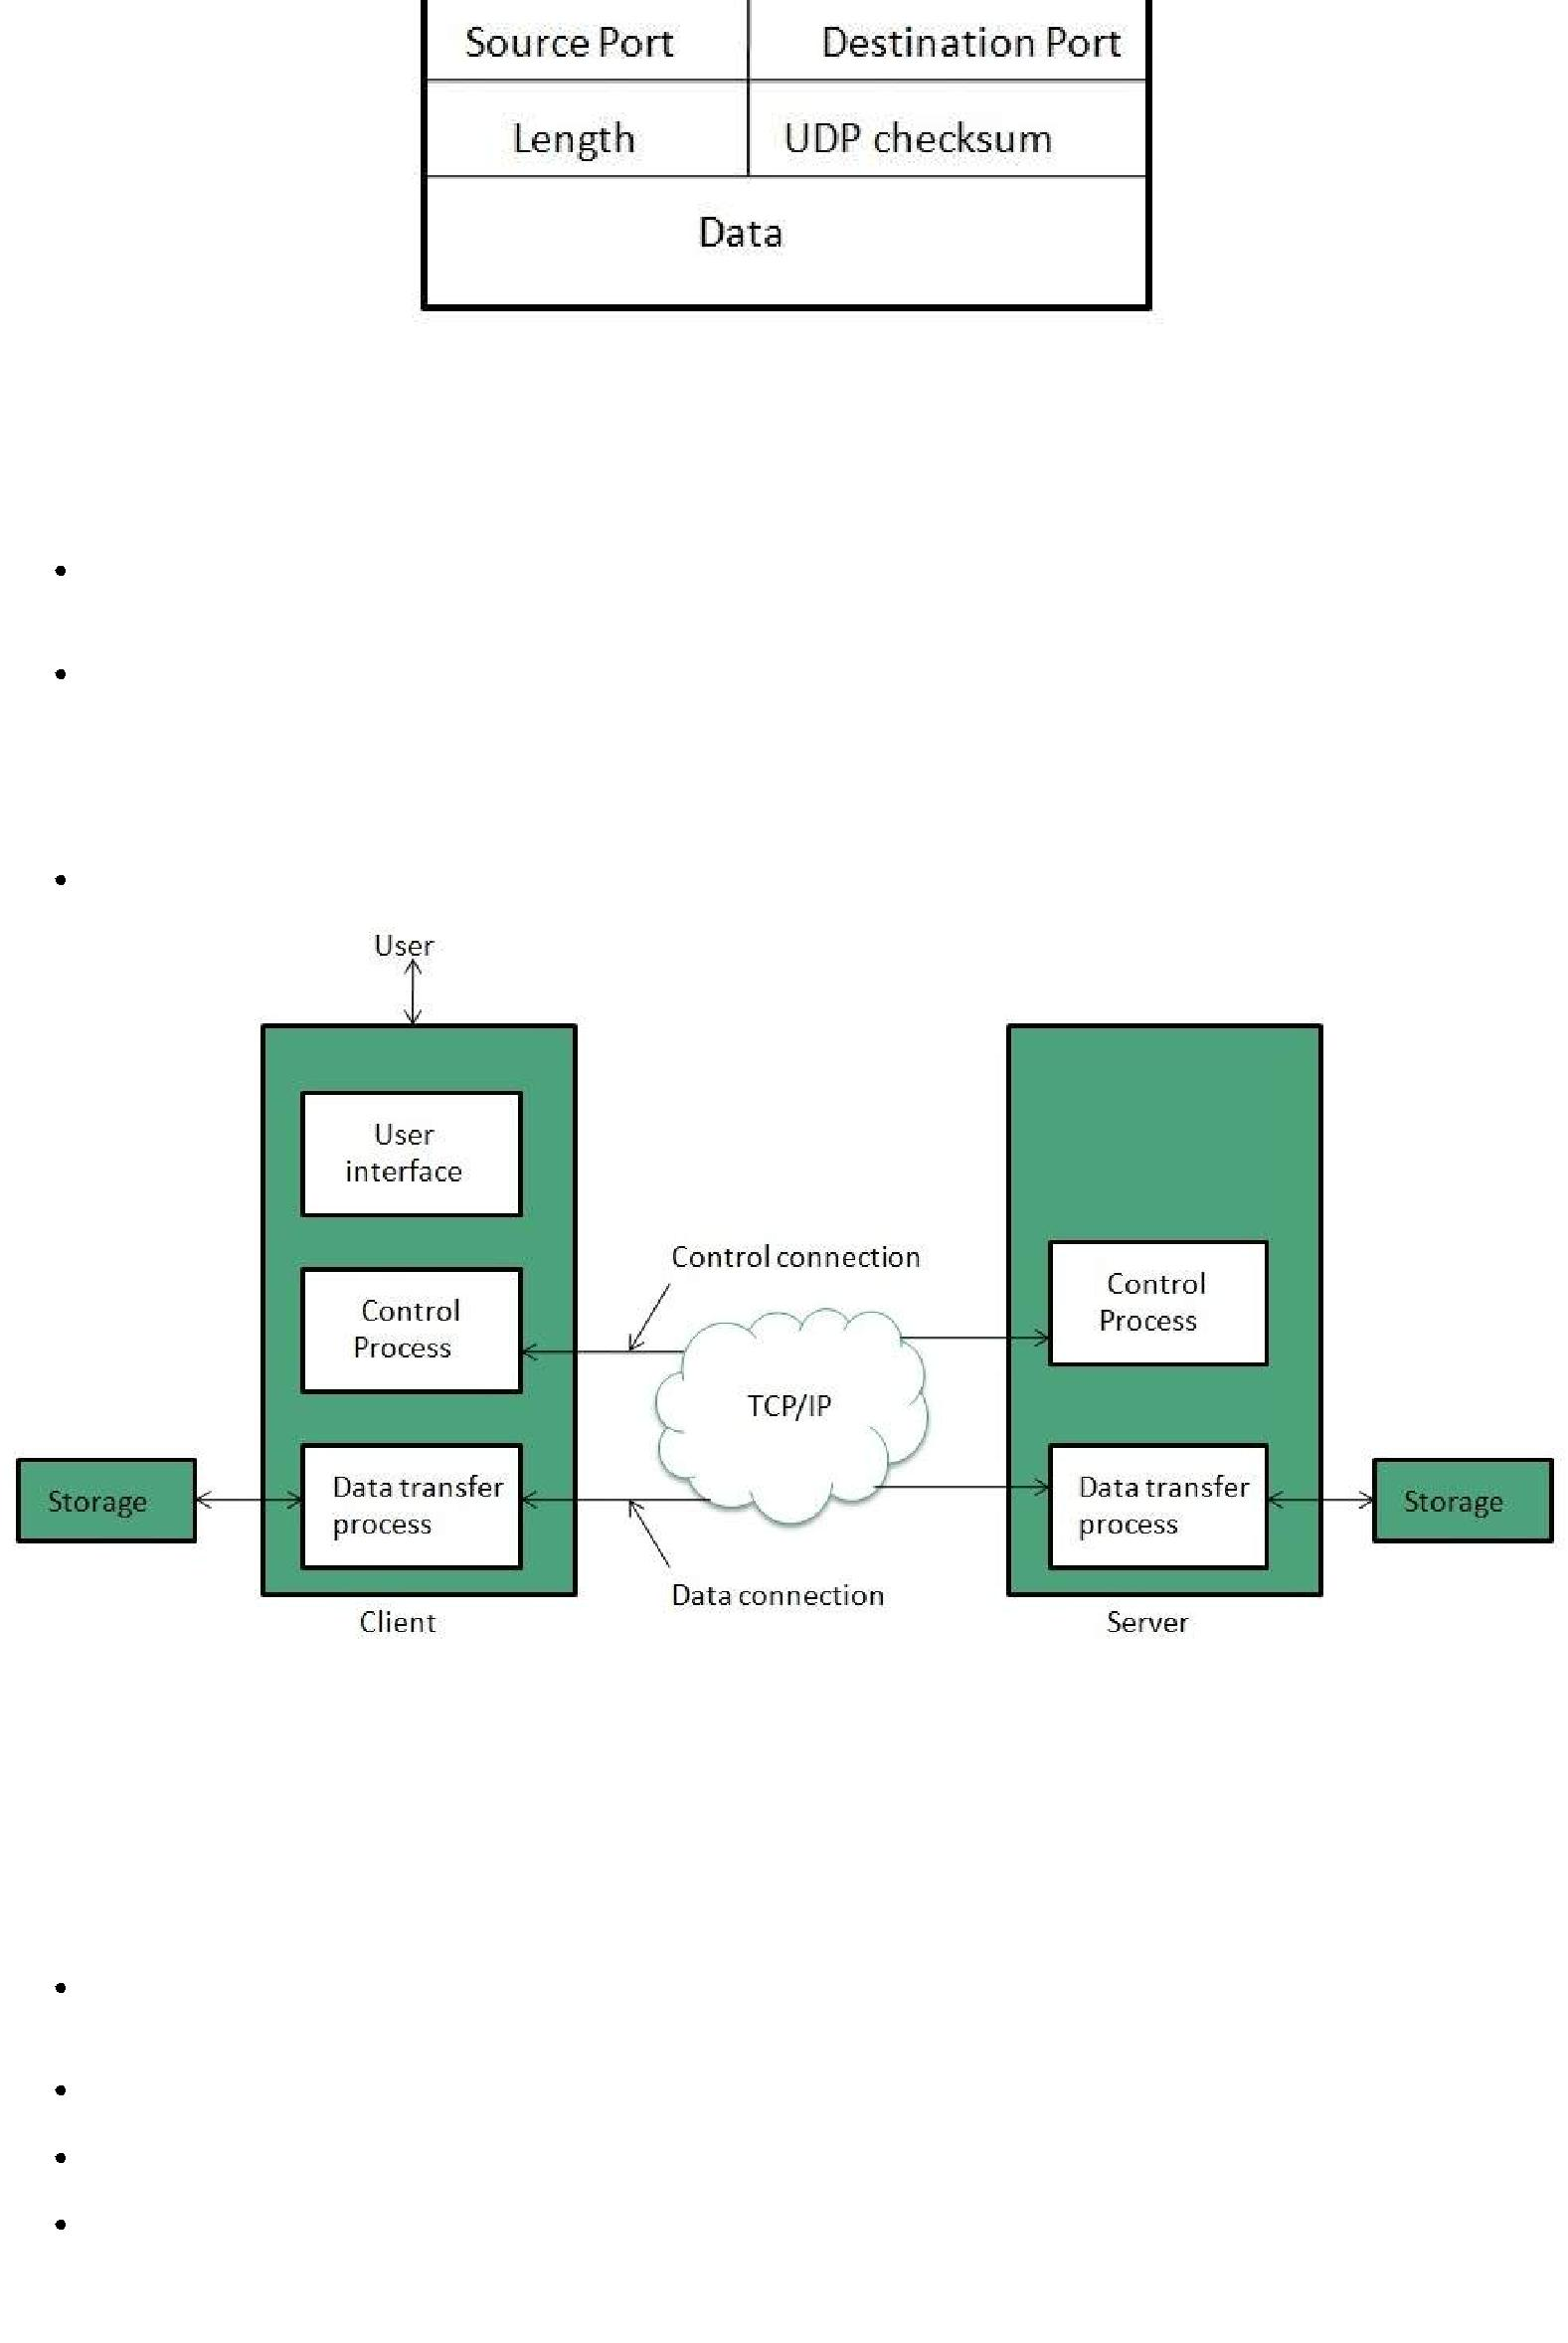 Source Port Destination Port
Length UDP checksum
Data
•
•
•
User
User
interface
Control connection
Control
Process
Control
Process
TCP/IP
Storage
Data transfer
process
Data transfer
process
Storage
Data connection
Client
Server
•
•
•
•